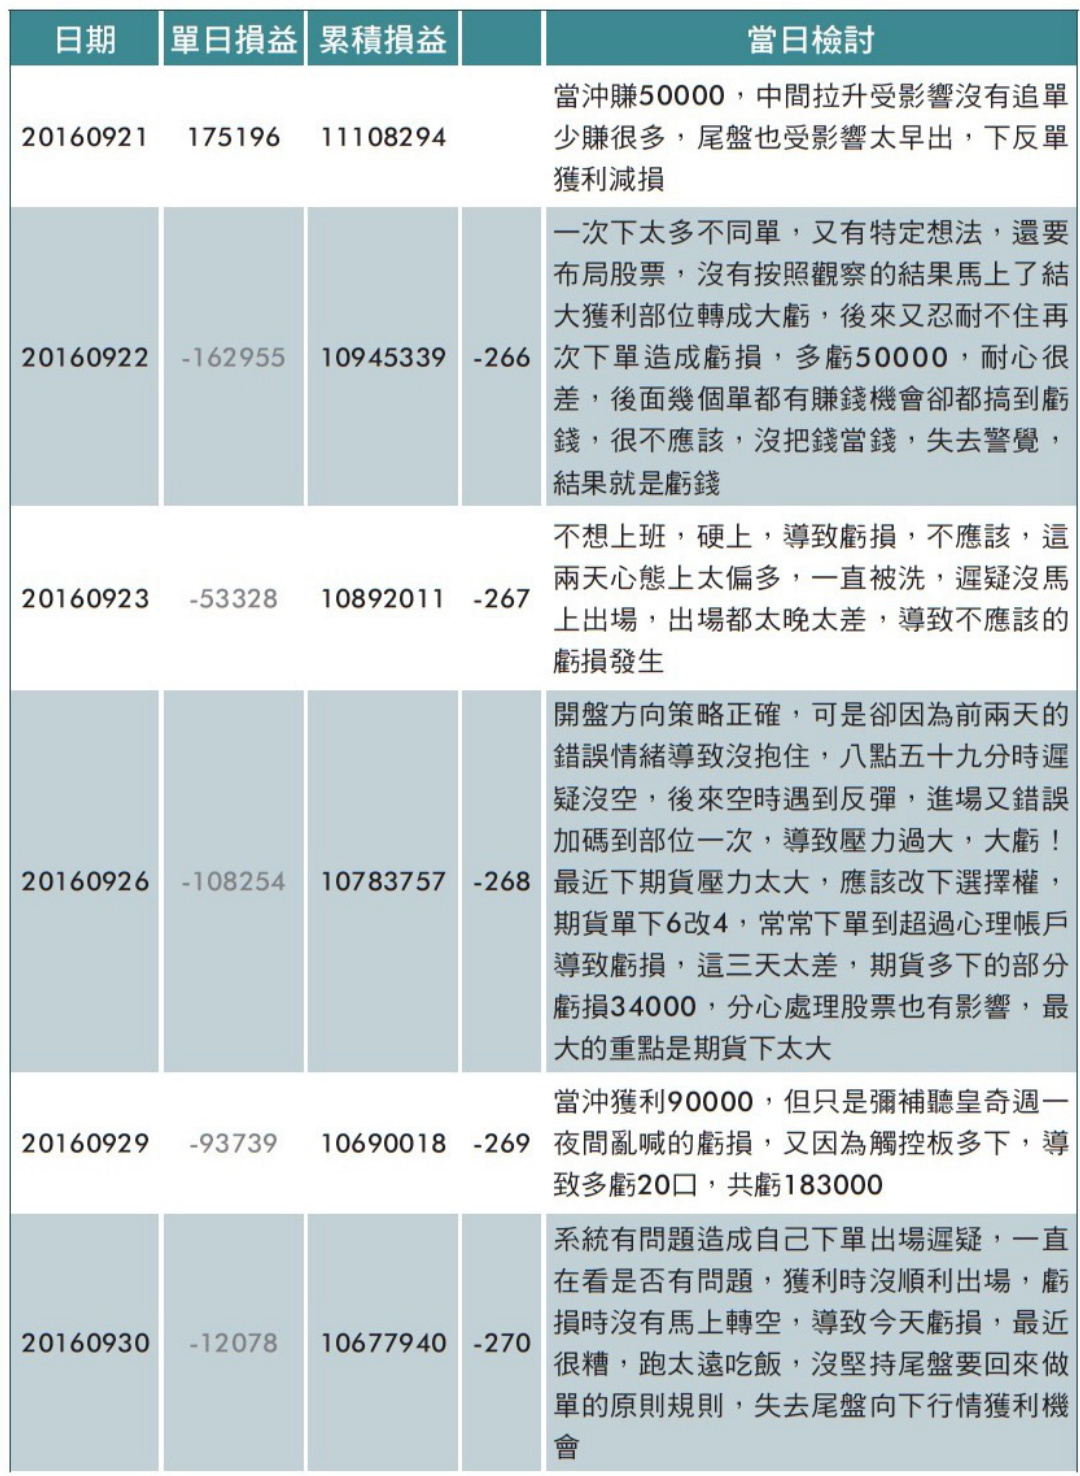 日期 單日損益 累積損益 當日檢討
當沖賺50000，中間拉升受影響沒有追單
20160921 175196 11108294 少賺很多，尾盤也受影響太早出，下反單
獲利減損
一次下太多不同單，又有特定想法，還要
布局股票，沒有按照觀察的結果馬上了結
大獲利部位轉成大虧，後來又忍耐不住再
20160922 -162955 10945339 -266 次下單造成虧損，多虧50000，耐心很
差，後面幾個單都有賺錢機會卻都搞到虧
錢，很不應該，沒把錢當錢，失去警覺，
結果就是虧錢
不想上班，硬上，導致虧損，不應該，這
20160923 -53328 10892011 -267 兩天心態上太偏多，一直被洗，遲疑沒馬
上出場，出場都太晚太差，導致不應該的
虧損發生
開盤方向策略正確，可是卻因為前兩天的
錯誤情緒導致沒抱住，八點五十九分時遲
疑沒空，後來空時遇到反彈，進場又錯誤
加碼到部位一次，導致壓力過大，大虧！
20160926 -108254 10783757 -268 最近下期貨壓力太大，應該改下選擇權，
期貨單下6改4，常常下單到超過心理帳戶
導致虧損，這三天太差，期貨多下的部分
虧損34000，分心處理股票也有影響，最
大的重點是期貨下太大
當沖獲利90000，但只是彌補聽皇奇週一
20160929 -93739 10690018 -269 夜間亂喊的虧損，又因為觸控板多下，導
致多虧20口，共虧183000
系統有問題造成自己下單出場遲疑，一直
在看是否有問題，獲利時沒順利出場，虧
損時沒有馬上轉空，導致今天虧損，最近
20160930 -12078 10677940 -270 很糟，跑太遠吃飯，沒堅持尾盤要回來做
單的原則規則，失去尾盤向下行情獲利機
會